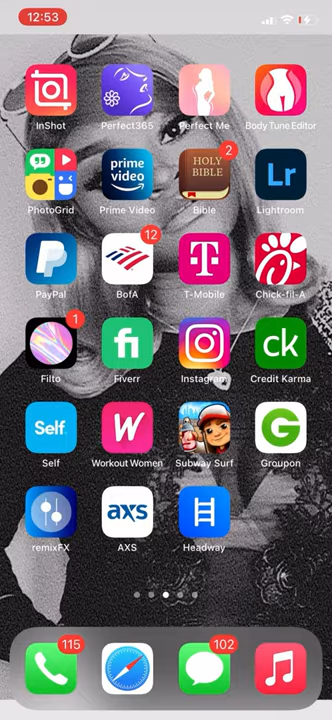 12:53
InShot Perfect365 Perfect Me Body Tune Editor
HOLY
BIBLE
2
prime
video
Lr
PhotoGrid Prime Video Bible Lightroom
12
T
PayPal BofA T-Mobile Chick-fil-A
1
fi
ck
Filto Fiverr Instagram Credit Karma
Self
W
G
Self Workout Women Subway Surf Groupon
axs
remixFX AXS Headway
115
102